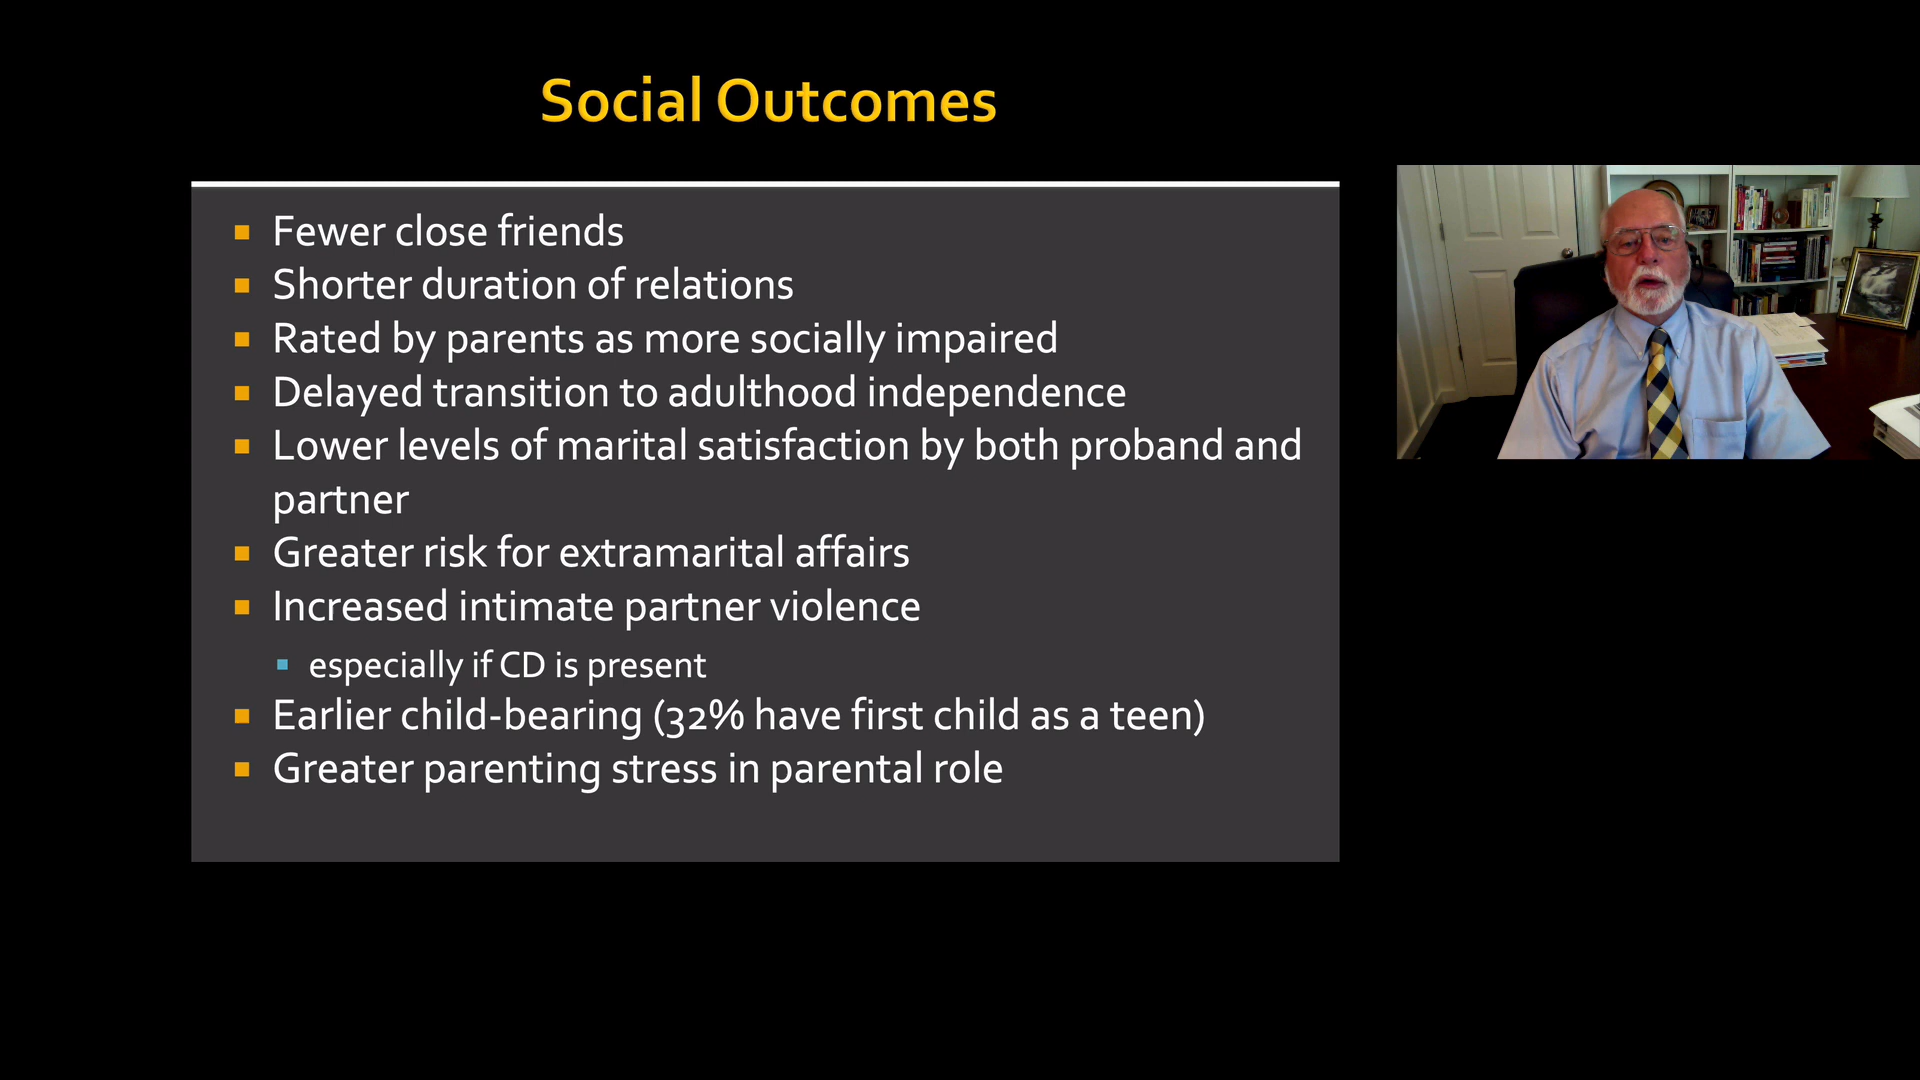 Social Outcomes
Fewer close friends
Shorter duration of relations
Rated by parents as more socially impaired
Delayed transition to adulthood independence
Lower levels of marital satisfaction by both proband and
partner
Greater risk for extramarital affairs
Increased intimate partner violence
especially if CD is present
Earlier child-bearing (32% have first child as a teen)
Greater parenting stress in parental role